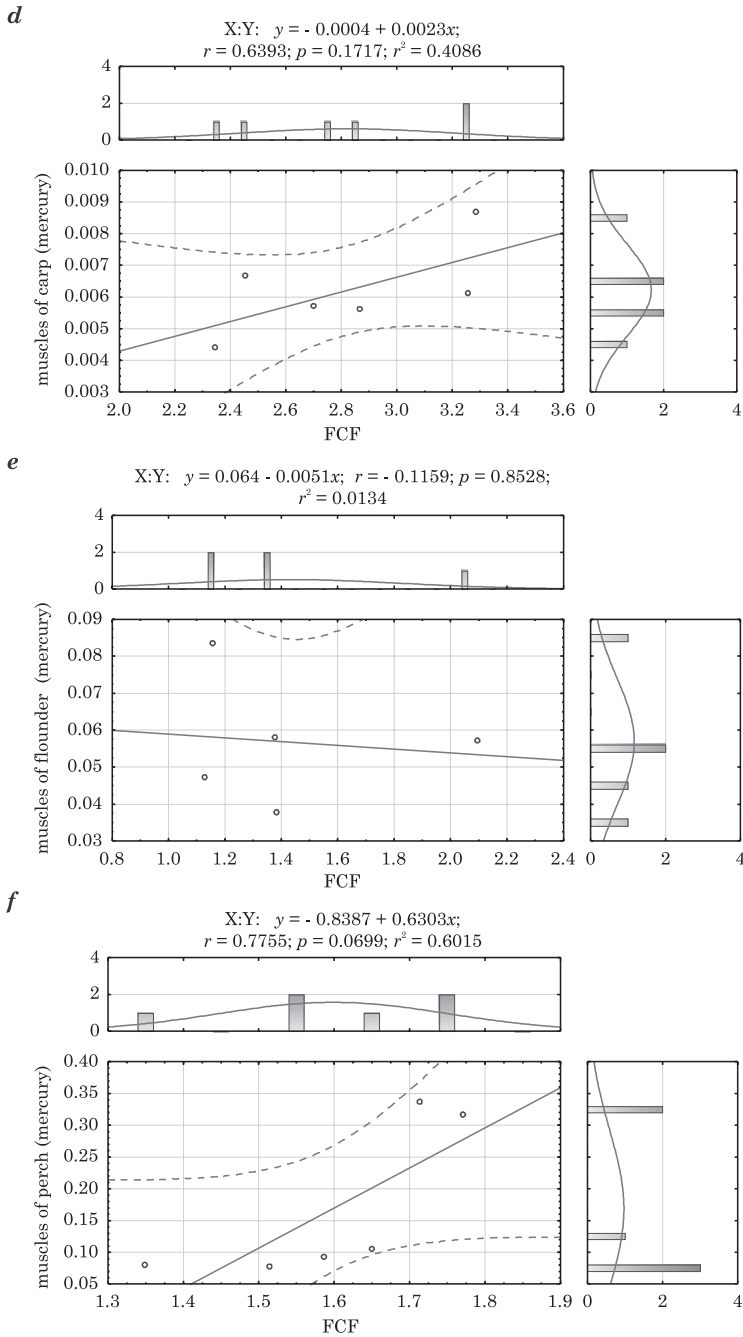 d
X:Y: y = - 0.0004 + 0.0023x;
r = 0.6393; p = 0.1717; r² = 0.4086
4
2
0
0.010
0.009
0.008
0.007
0.006
0.005
0.004
0.003
muscles of carp (mercury)
2.0 2.2 2.4 2.6 2.8 3.0 3.2 3.4 3.6
FCF
0 2 4
e
X:Y: y = 0.064 - 0.0051x; r = - 0.1159; p = 0.8528;
r² = 0.0134
4
2
0
0.09
0.08
0.07
0.06
0.05
0.04
0.03
muscles of flounder (mercury)
0.8 1.0 1.2 1.4 1.6 1.8 2.0 2.2 2.4
FCF
0 2 4
f
X:Y: y = - 0.8387 + 0.6303x;
r = 0.7755; p = 0.0699; r² = 0.6015
4
2
0
0.40
0.35
0.30
0.25
0.20
0.15
0.10
0.05
muscles of perch (mercury)
1.3 1.4 1.5 1.6 1.7 1.8 1.9
FCF
0 2 4